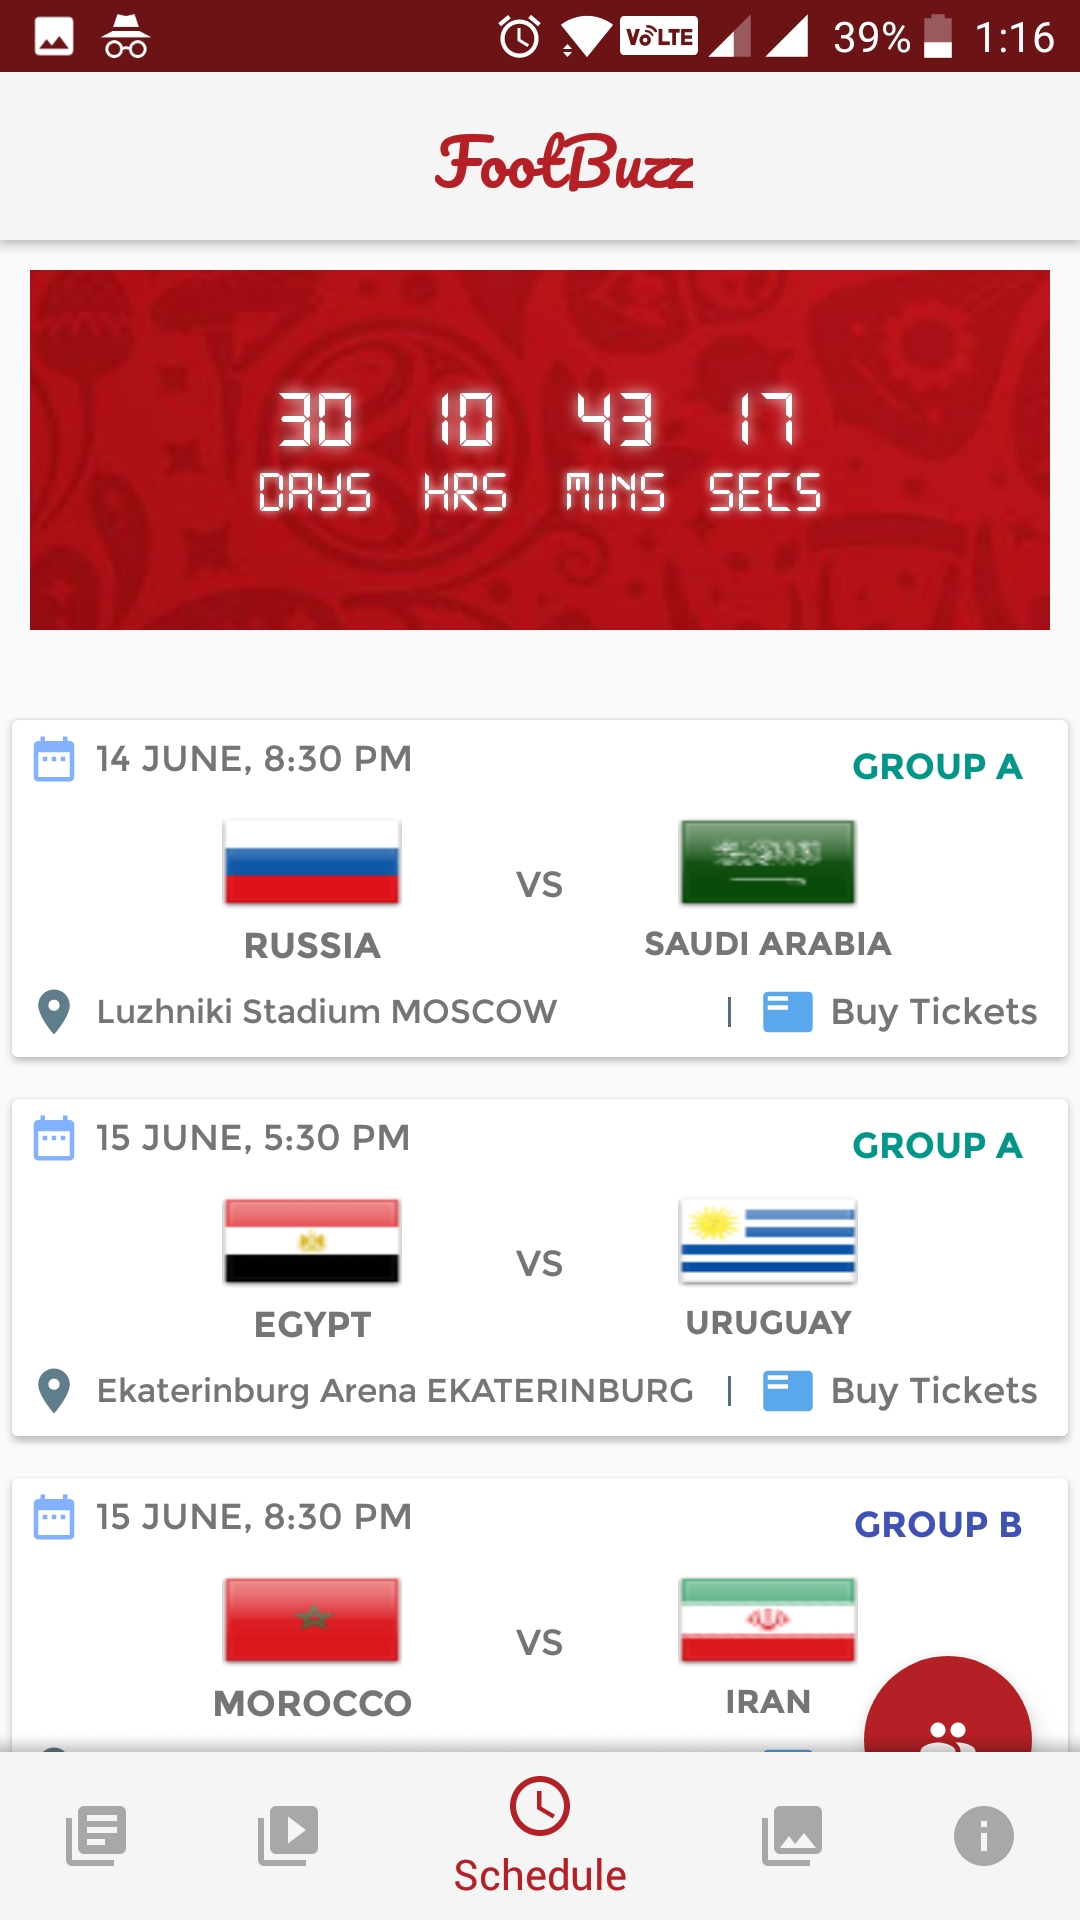 VoLTE 39% 1:16
FootBuzz
30 10 43 17
DAYS HRS MINS SECS
14 JUNE, 8:30 PM
GROUP A
VS
RUSSIA SAUDI ARABIA
Luzhniki Stadium MOSCOW | Buy Tickets
15 JUNE, 5:30 PM
GROUP A
VS
EGYPT URUGUAY
Ekaterinburg Arena EKATERINBURG | Buy Tickets
15 JUNE, 8:30 PM
GROUP B
VS
MOROCCO IRAN
Schedule